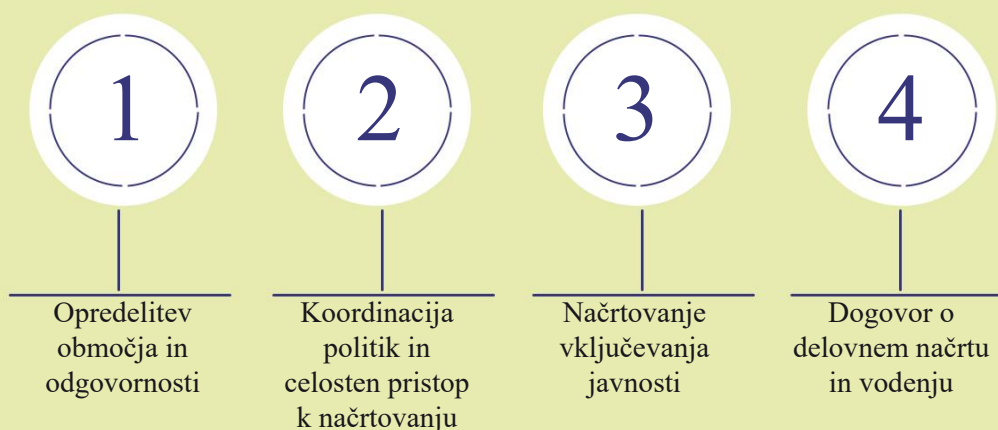 1
2
3
4
Opredelitev
območja in
odgovornosti
Koordinacija
politik in
celosten pristop
k načrtovanju
Načrtovanje
vključevanja
javnosti
Dogovor o
delovnem načrtu
in vodenju